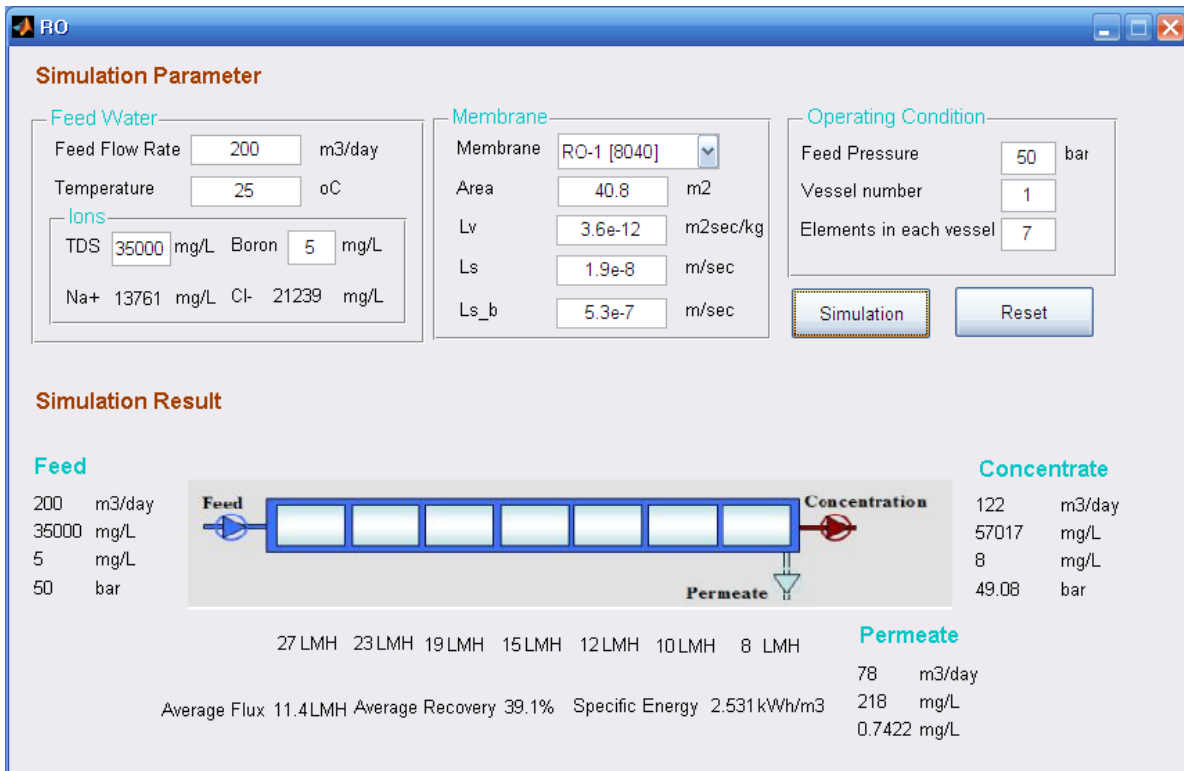 RO
Simulation Parameter
Feed Water
Feed Flow Rate 200 m3/day
Temperature 25 oC
Ions
TDS 35000 mg/L Boron 5 mg/L
Na+ 13761 mg/L Cl- 21239 mg/L
Membrane
Membrane RO-1 [8040]
Area 40.8 m2
Lv 3.6e-12 m2sec/kg
Ls 1.9e-8 m/sec
Ls_b 5.3e-7 m/sec
Operating Condition
Feed Pressure 50 bar
Vessel number 1
Elements in each vessel 7
Simulation Reset
Simulation Result
Feed
200 m3/day
35000 mg/L
5 mg/L
50 bar
Feed
Concentration
Permeate
Concentrate
122 m3/day
57017 mg/L
8 mg/L
49.08 bar
27 LMH 23 LMH 19 LMH 15 LMH 12 LMH 10 LMH 8 LMH
Average Flux 11.4 LMH Average Recovery 39.1% Specific Energy 2.531 kWh/m3
Permeate
78 m3/day
218 mg/L
0.7422 mg/L